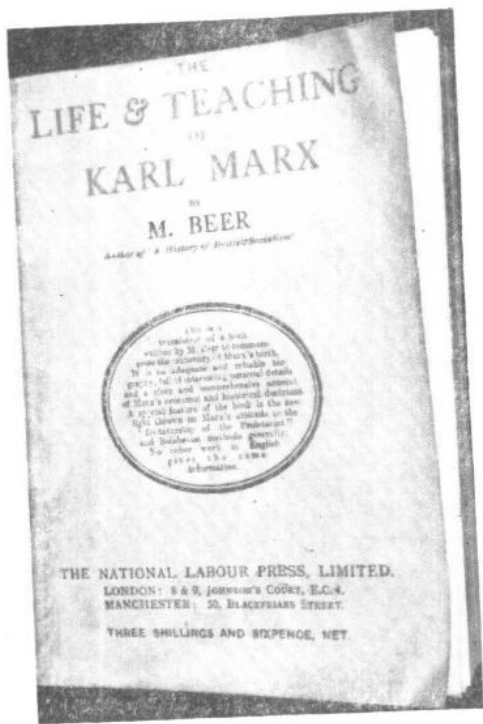 THE
LIFE & TEACHING
OF
KARL MARX
BY
M. BEER
Author of "A History of British Socialism"
This is a
translation of a book
written by M. Beer to commem-
orate the centenary of Marx's birth.
It is an adequate and reliable bio-
graphy, full of interesting personal details
and a clear and comprehensive account
of Marx's economic and historical doctrines.
A special feature of the book is the new
light thrown on Marx's attitude to the
"Dictatorship of the Proletariat"
and Bolshevist methods generally.
No other work in English
gives the same
information.
THE NATIONAL LABOUR PRESS, LIMITED.
LONDON: 8 & 9, JOHNSON'S COURT, E.C.4.
MANCHESTER: 30, BLACKFRIARS STREET.
THREE SHILLINGS AND SIXPENCE, NET